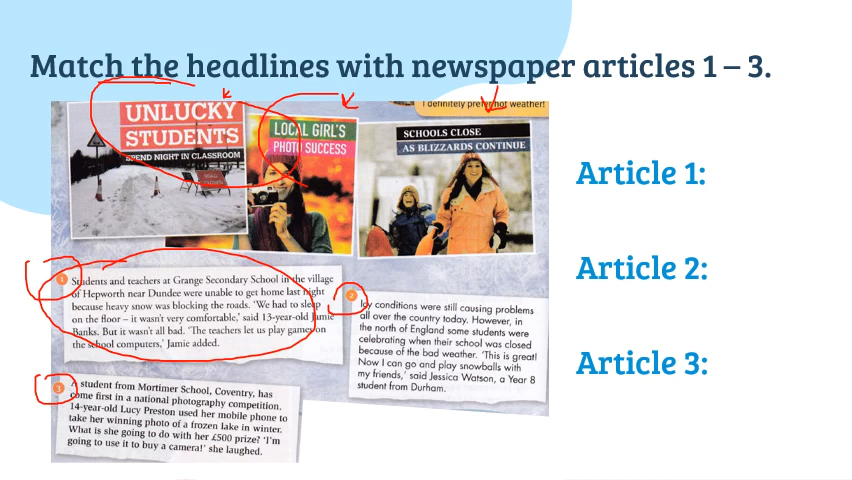 Match the headlines with newspaper articles 1 – 3.
I definitely prefer hot weather!
UNLUCKY
STUDENTS
SPEND NIGHT IN CLASSROOM
LOCAL GIRL'S
PHOTO SUCCESS
SCHOOLS CLOSE
AS BLIZZARDS CONTINUE
ROAD
CLOSED
Article 1:
Article 2:
Article 3:
1
Students and teachers at Grange Secondary School in the village
of Hepworth near Dundee were unable to get home last night
because heavy snow was blocking the roads. 'We had to sleep
on the floor – it wasn't very comfortable,' said 13-year-old Jamie
Banks. But it wasn't all bad. 'The teachers let us play games on
the school computers,' Jamie added.
2
Icy conditions were still causing problems
all over the country today. However, in
the north of England some students were
celebrating when their school was closed
because of the bad weather. 'This is great!
Now I can go and play snowballs with
my friends,' said Jessica Watson, a Year 8
student from Durham.
3
A student from Mortimer School, Coventry, has
come first in a national photography competition.
14-year-old Lucy Preston used her mobile phone to
take her winning photo of a frozen lake in winter.
What is she going to do with her £500 prize? 'I'm
going to use it to buy a camera!' she laughed.